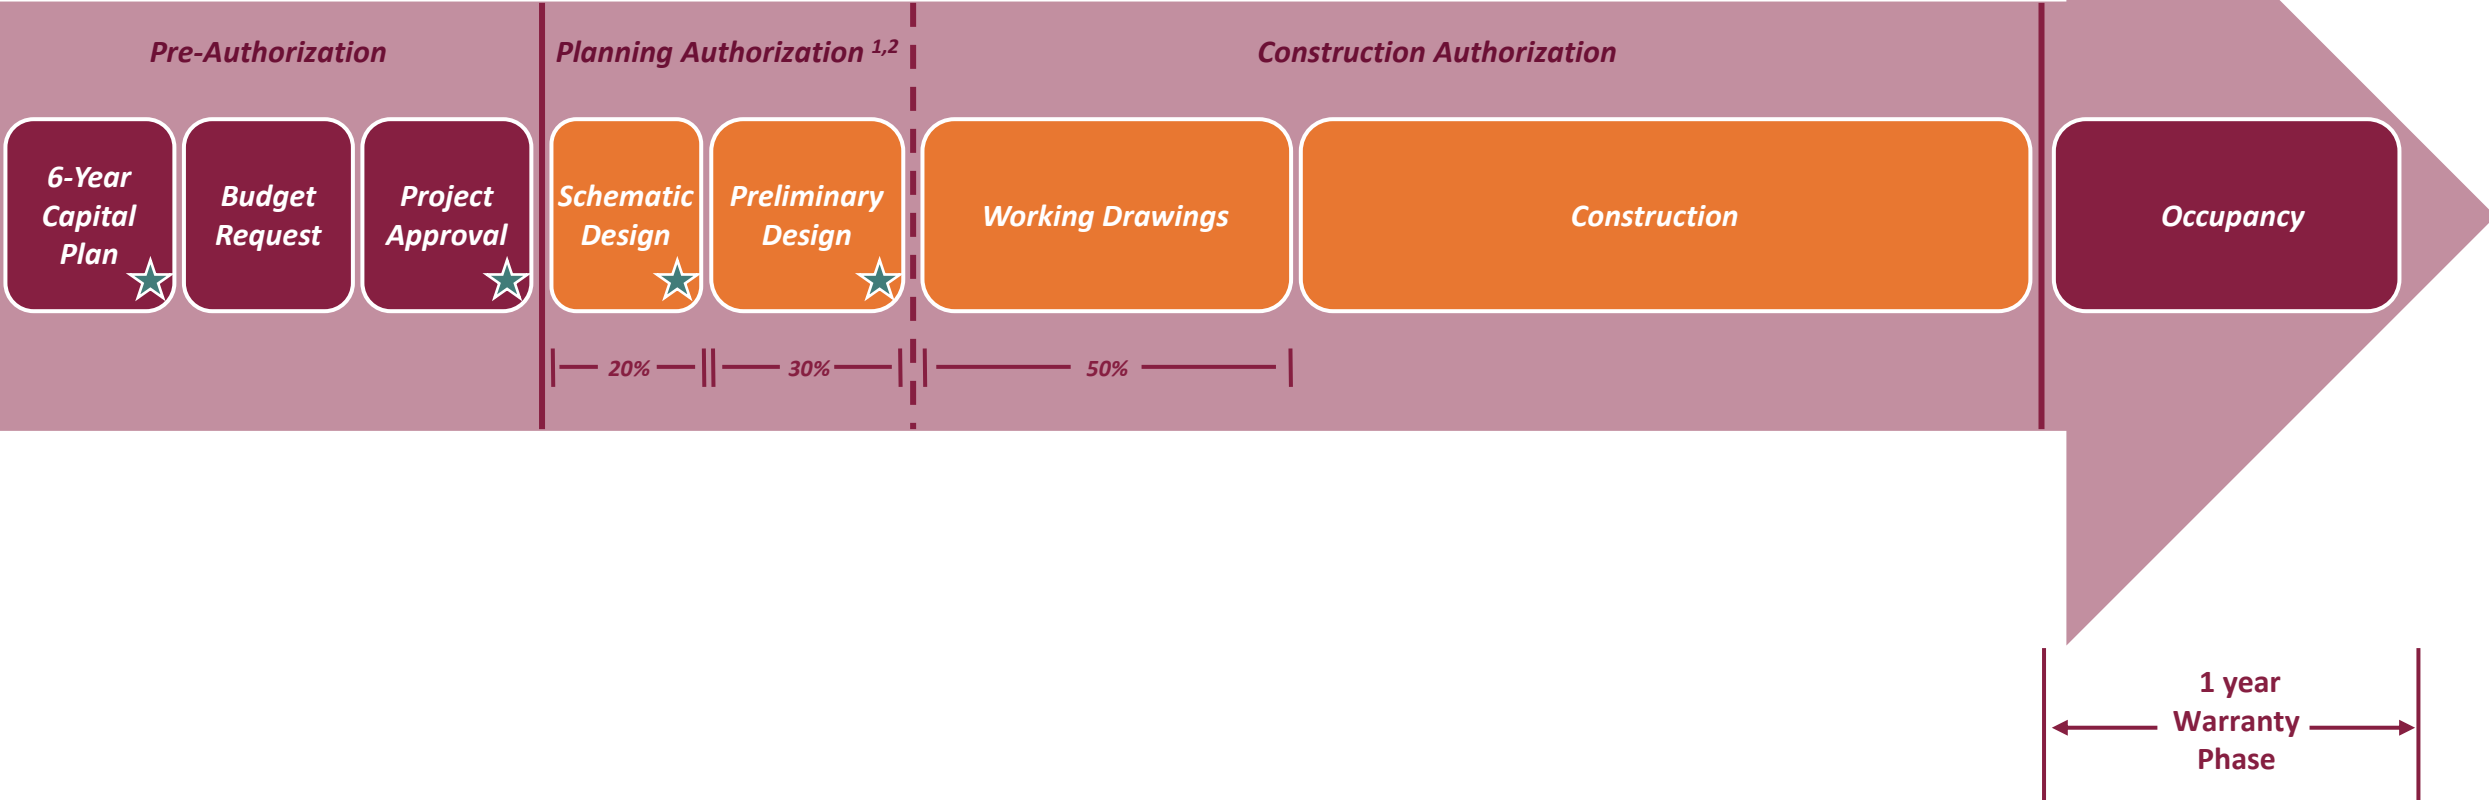 Pre-Authorization
Planning Authorization 1,2
Construction Authorization
6-Year
Capital
Plan
Budget
Request
Project
Approval
Schematic
Design
Preliminary
Design
Working Drawings
Construction
Occupancy
20%
30%
50%
1 year
Warranty
Phase